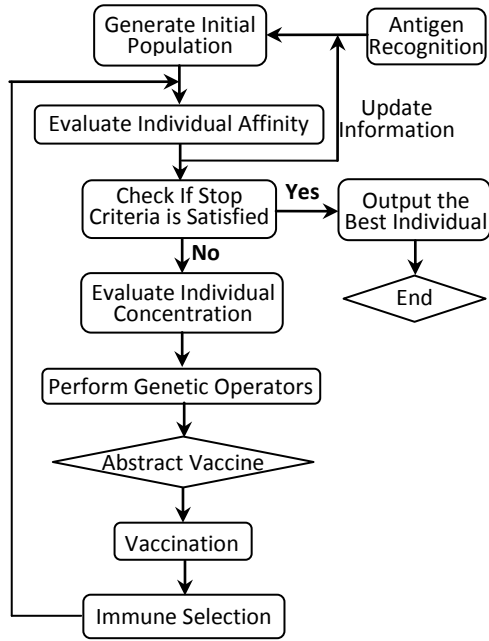 Generate Initial
Population
Antigen
Recognition
Update
Information
Evaluate Individual Affinity
Check If Stop
Criteria is Satisfied
Yes
Output the
Best Individual
No
End
Evaluate Individual
Concentration
Perform Genetic Operators
Abstract Vaccine
Vaccination
Immune Selection